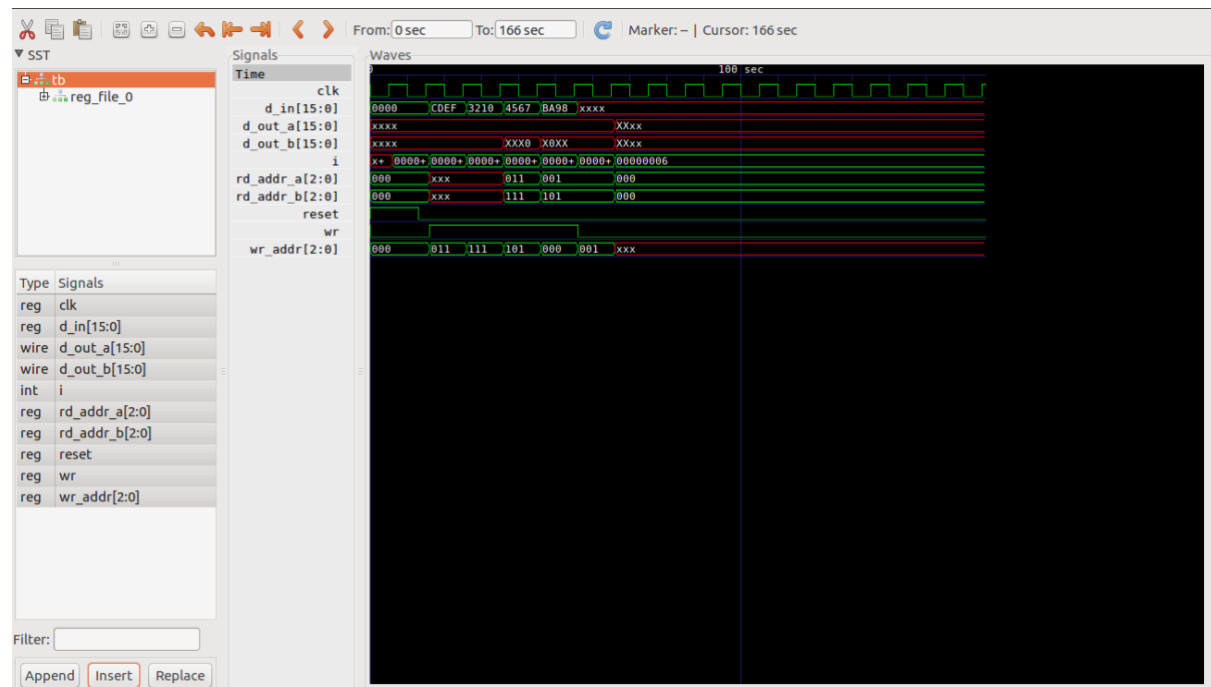 From: 0 sec To: 166 sec Marker: -- | Cursor: 166 sec
SST
tb
reg_file_0
Type Signals
reg clk
reg d_in[15:0]
wire d_out_a[15:0]
wire d_out_b[15:0]
int i
reg rd_addr_a[2:0]
reg rd_addr_b[2:0]
reg reset
reg wr
reg wr_addr[2:0]
Filter:
Append Insert Replace
Signals
Time
clk
d_in[15:0]
d_out_a[15:0]
d_out_b[15:0]
i
rd_addr_a[2:0]
rd_addr_b[2:0]
reset
wr
wr_addr[2:0]
Waves
0 100 sec
0000 CDEF 3210 4567 BA98 xxxx
xxxx XXxx
xxxx XXX0 X0XX XXxx
x+ 0000+ 0000+ 0000+ 0000+ 0000+ 0000+ 00000006
000 xxx 011 001 000
000 xxx 111 101 000
000 011 111 101 000 001 xxx